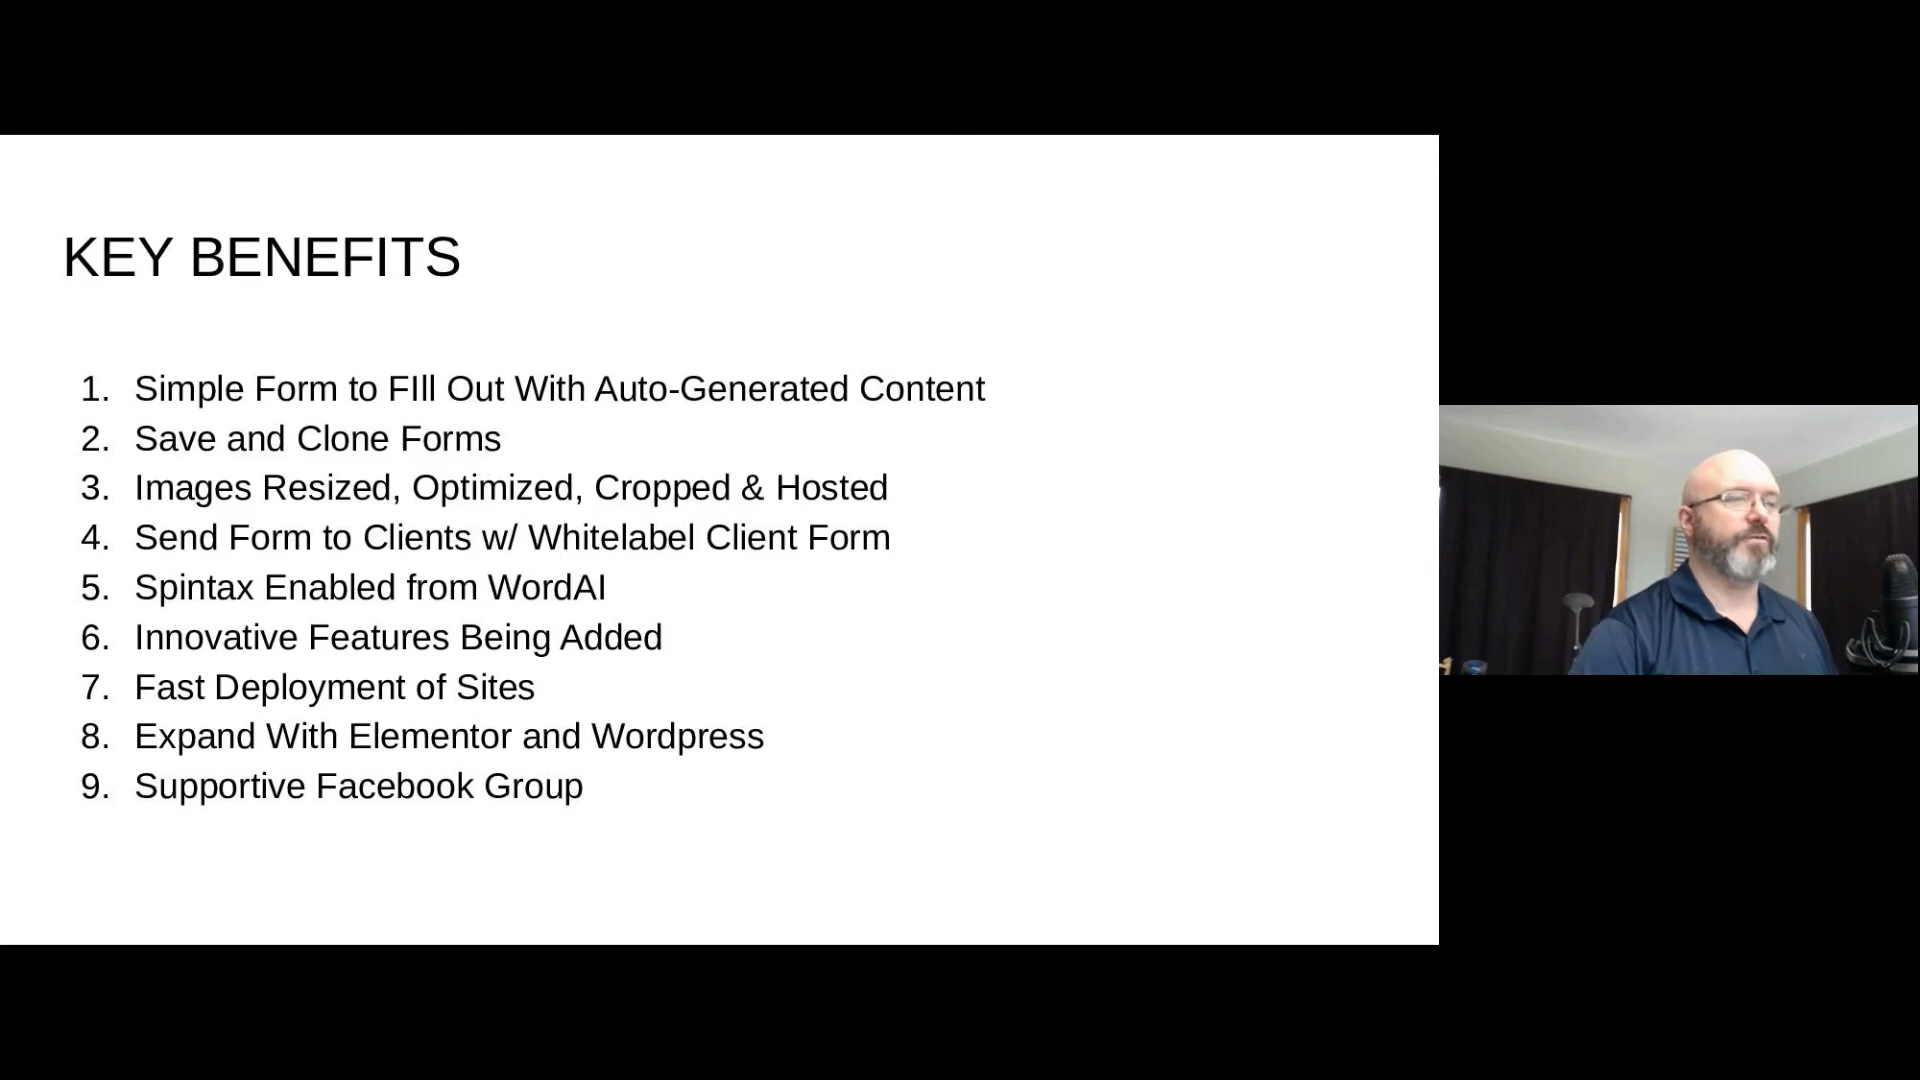 KEY BENEFITS
1. Simple Form to FIll Out With Auto-Generated Content
2. Save and Clone Forms
3. Images Resized, Optimized, Cropped & Hosted
4. Send Form to Clients w/ Whitelabel Client Form
5. Spintax Enabled from WordAI
6. Innovative Features Being Added
7. Fast Deployment of Sites
8. Expand With Elementor and Wordpress
9. Supportive Facebook Group